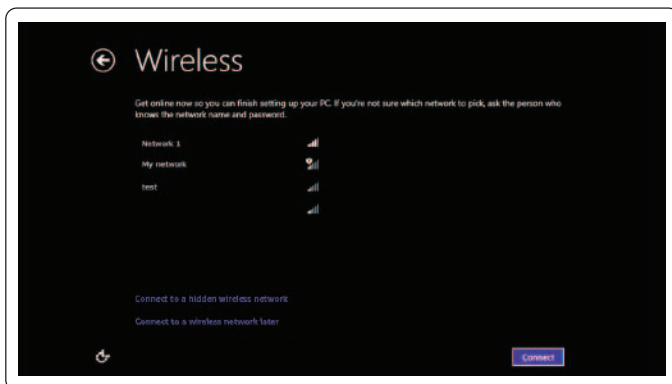 Wireless
Get online now so you can finish setting up your PC. If you're not sure which network to pick, ask the person who
knows the network name and password.
Network 1
My network
test
Connect to a hidden wireless network
Connect to a wireless network later
Connect